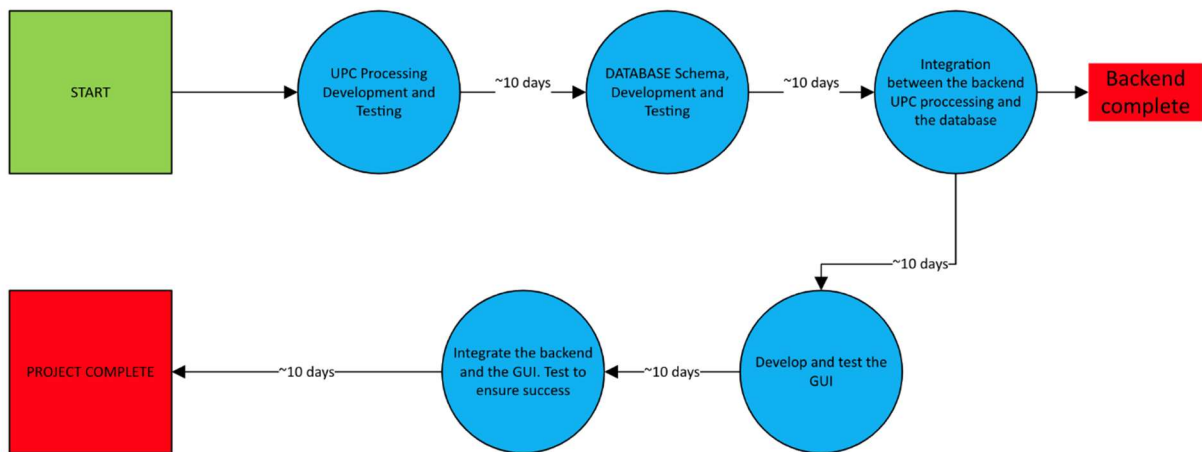 START
UPC Processing
Development and
Testing
~10 days
DATABASE Schema,
Development and
Testing
~10 days
Integration
between the backend
UPC proccessing and
the database
Backend
complete
~10 days
PROJECT COMPLETE
~10 days
Integrate the backend
and the GUI. Test to
ensure success
~10 days
Develop and test the
GUI